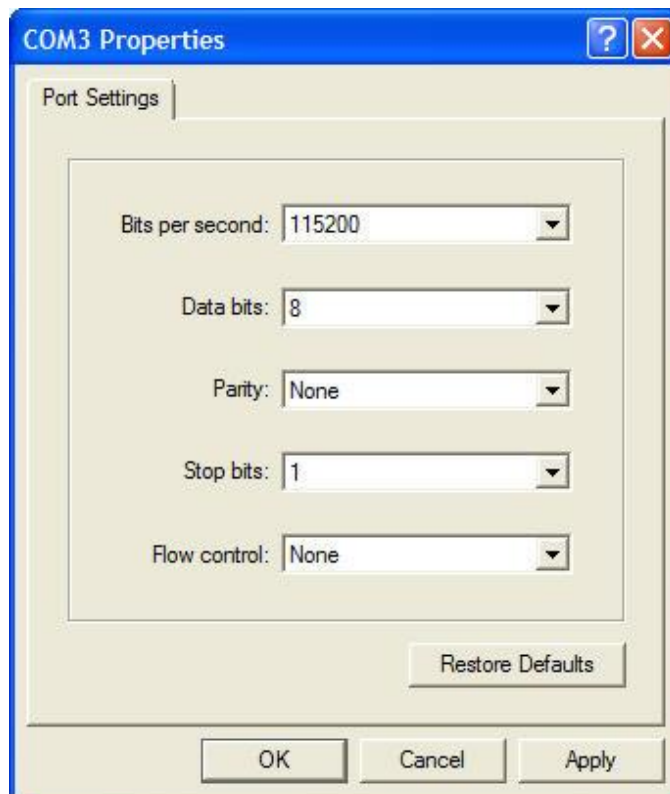 COM3 Properties
Port Settings
Bits per second: 115200
Data bits: 8
Parity: None
Stop bits: 1
Flow control: None
Restore Defaults
OK Cancel Apply